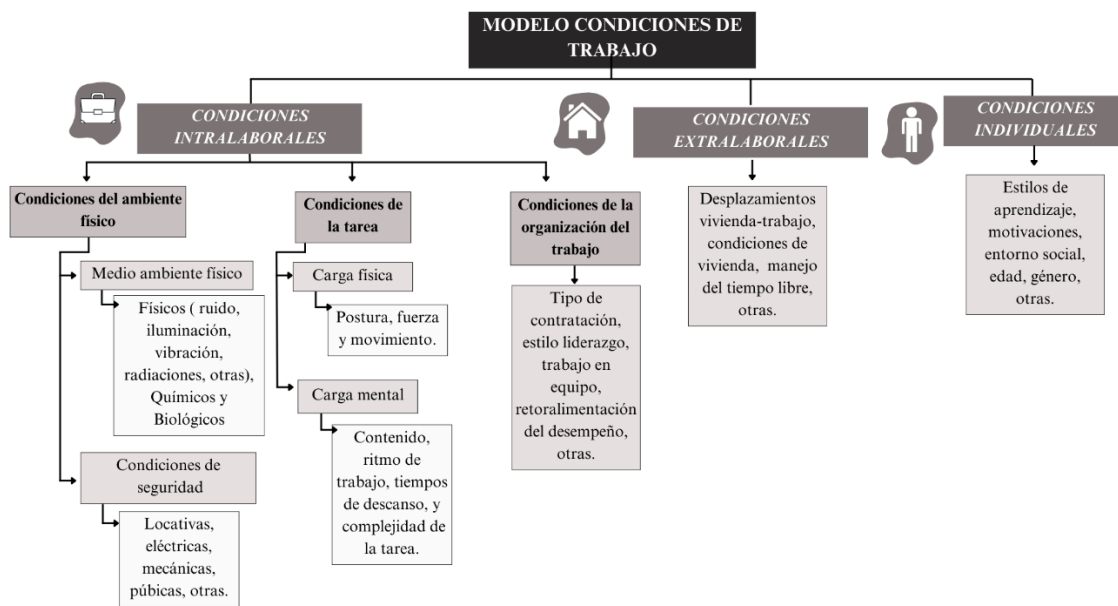 MODELO CONDICIONES DE
TRABAJO
CONDICIONES
INTRALABORALES
CONDICIONES
EXTRALABORALES
CONDICIONES
INDIVIDUALES
Condiciones del ambiente
físico
Medio ambiente físico
Físicos ( ruido,
iluminación,
vibración,
radiaciones, otras),
Químicos y
Biológicos
Condiciones de
seguridad
Locativas,
eléctricas,
mecánicas,
púbicas, otras.
Condiciones de
la tarea
Carga física
Postura, fuerza
y movimiento.
Carga mental
Contenido,
ritmo de
trabajo, tiempos
de descanso, y
complejidad de
la tarea.
Condiciones de la
organización del
trabajo
Tipo de
contratación,
estilo liderazgo,
trabajo en
equipo,
retoralimentación
del desempeño,
otras.
Desplazamientos
vivienda-trabajo,
condiciones de
vivienda, manejo
del tiempo libre,
otras.
Estilos de
aprendizaje,
motivaciones,
entorno social,
edad, género,
otras.